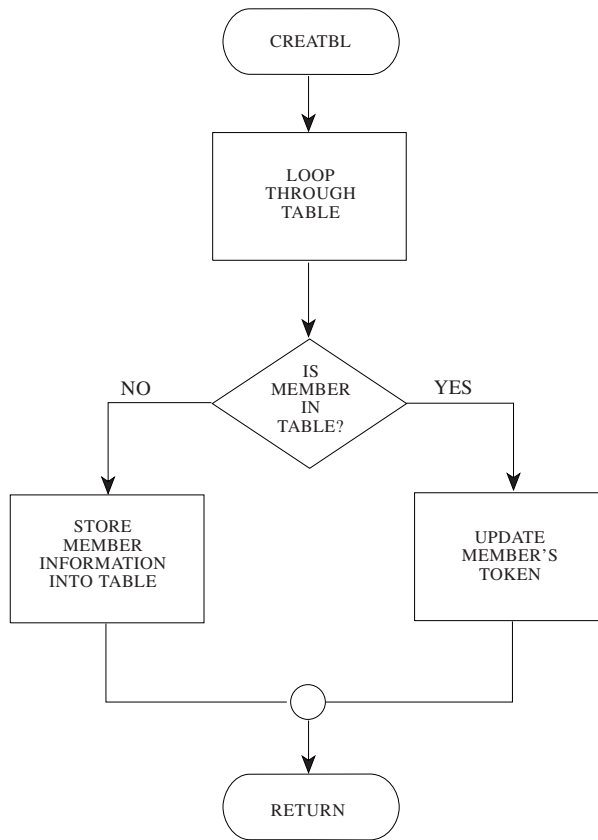 CREATBL
LOOP
THROUGH
TABLE
IS
MEMBER
IN
TABLE?
NO
YES
STORE
MEMBER
INFORMATION
INTO TABLE
UPDATE
MEMBER'S
TOKEN
RETURN